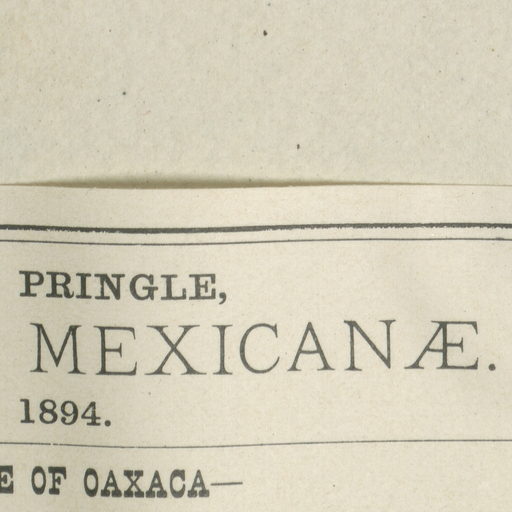 PRINGLE,
MEXICANÆ.
1894.
E OF OAXACA—